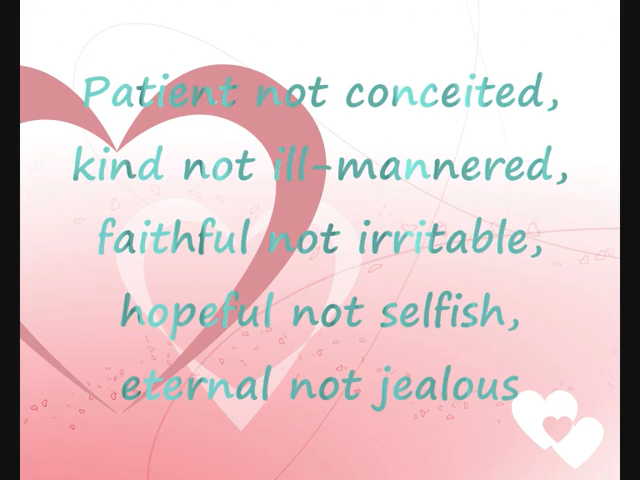 Patient not conceited,
kind not ill-mannered,
faithful not irritable,
hopeful not selfish,
eternal not jealous